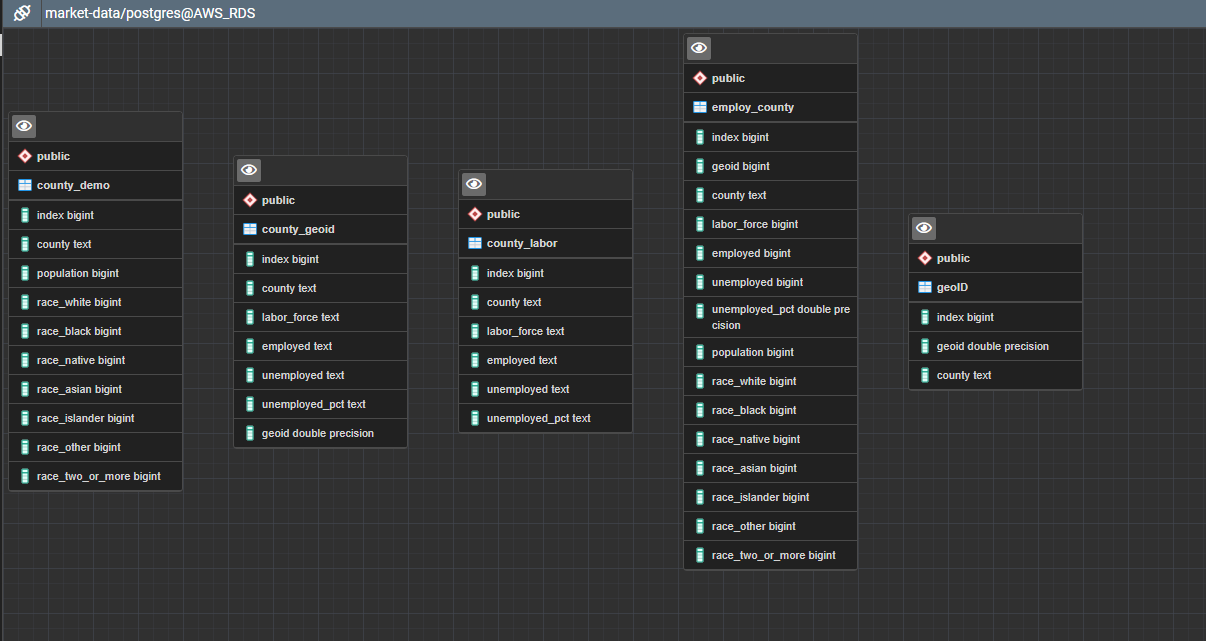 market-data/postgres@AWS_RDS
public
county_demo
index bigint
county text
population bigint
race_white bigint
race_black bigint
race_native bigint
race_asian bigint
race_islander bigint
race_other bigint
race_two_or_more bigint
public
county_geoid
index bigint
county text
labor_force text
employed text
unemployed text
unemployed_pct text
geoid double precision
public
county_labor
index bigint
county text
labor_force text
employed text
unemployed text
unemployed_pct text
public
employ_county
index bigint
geoid bigint
county text
labor_force bigint
employed bigint
unemployed bigint
unemployed_pct double pre
cision
population bigint
race_white bigint
race_black bigint
race_native bigint
race_asian bigint
race_islander bigint
race_other bigint
race_two_or_more bigint
public
geoID
index bigint
geoid double precision
county text